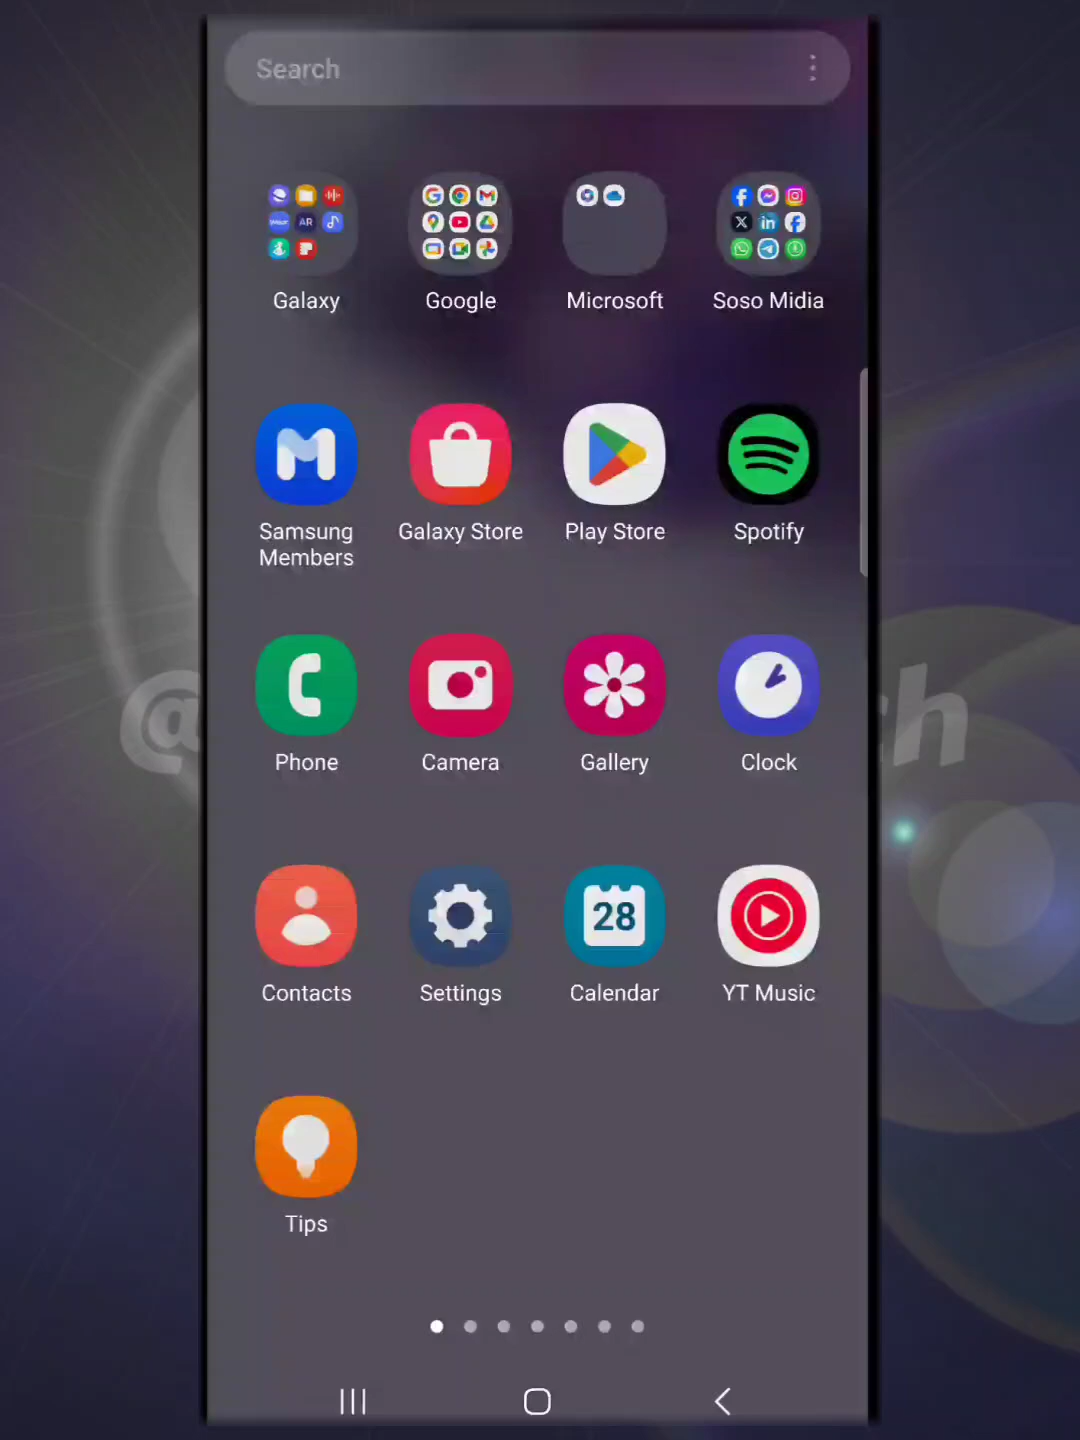 Search
Galaxy
Google
Microsoft
Soso Midia
Samsung
Members
Galaxy Store
Play Store
Spotify
Phone
Camera
Gallery
Clock
Contacts
Settings
28
Calendar
YT Music
Tips